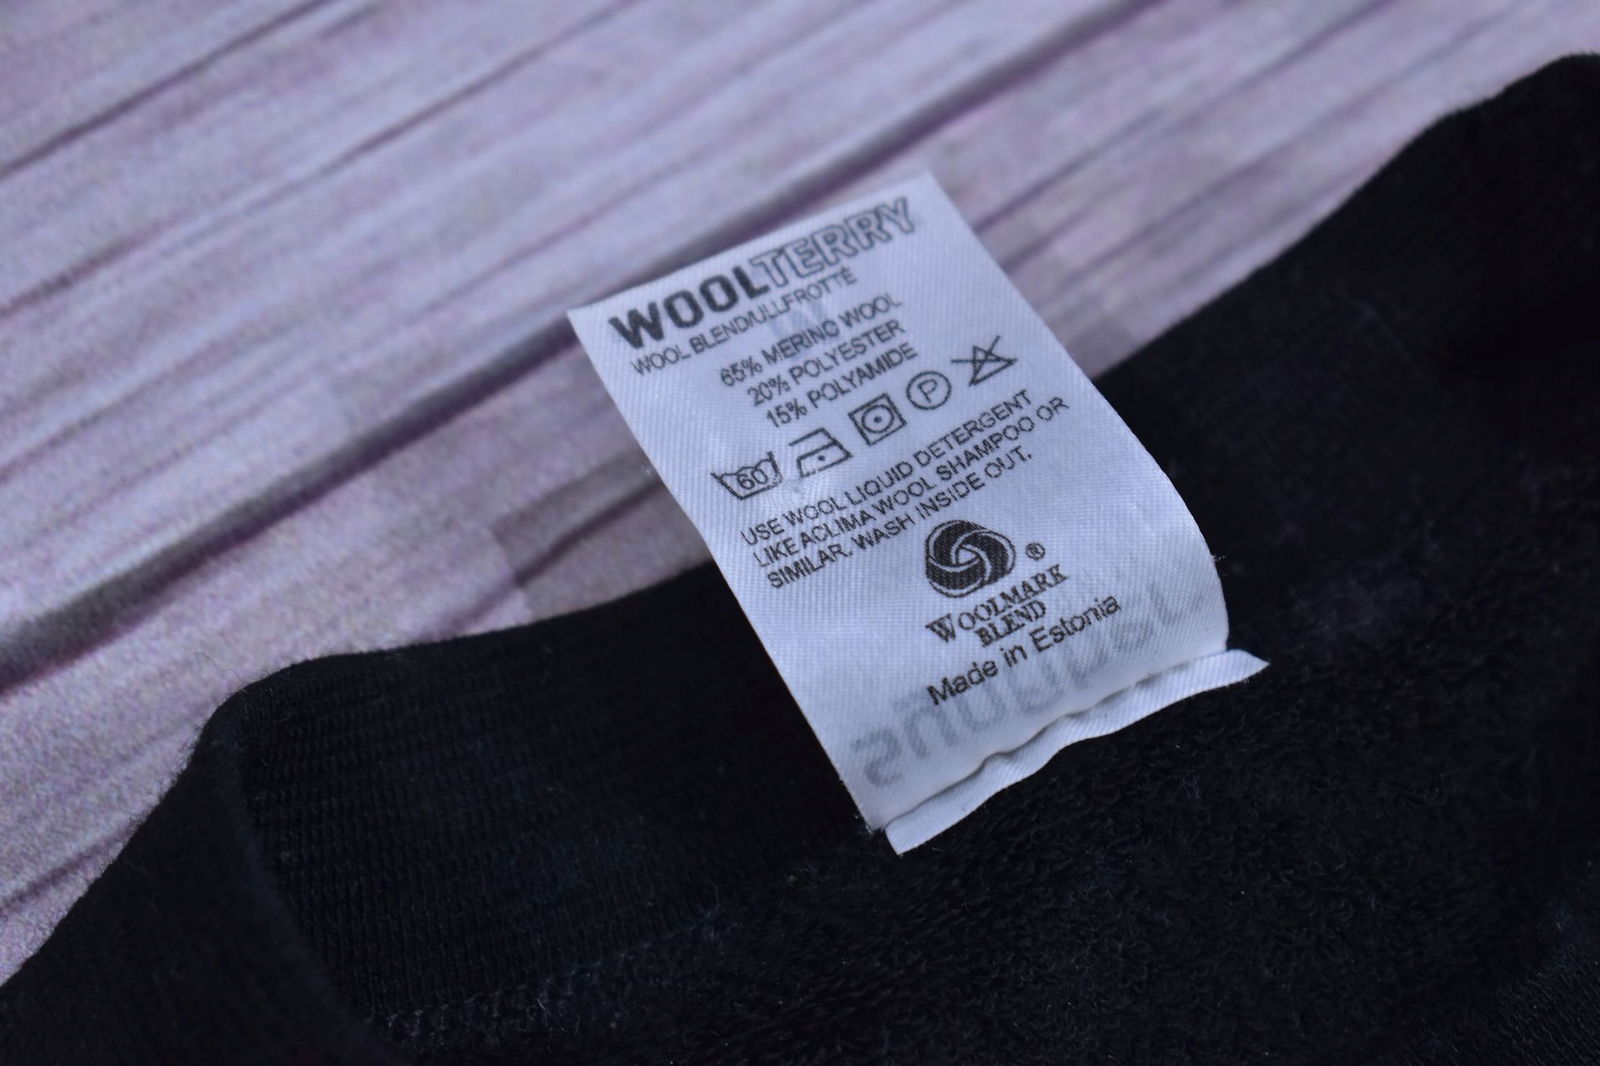 WOOLTERRY
WOOL BLEND/ULLFROTTÉ
65% MERINO WOOL
20% POLYESTER
15% POLYAMIDE
60 P
USE WOOL LIQUID DETERGENT
LIKE ACLIMA WOOL SHAMPOO OR
SIMILAR. WASH INSIDE OUT.
®
WOOLMARK
BLEND
Made in Estonia